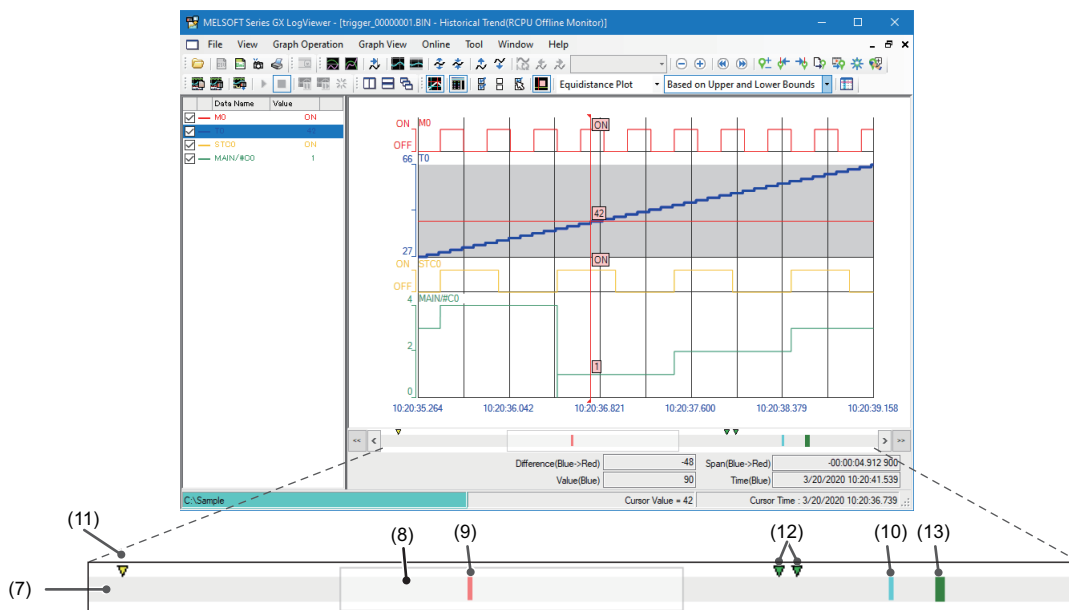 MELSOFT Series GX LogViewer - [trigger_00000001.BIN - Historical Trend(RCPU Offline Monitor)]
File View Graph Operation Graph View Online Tool Window Help
Equidistance Plot Based on Upper and Lower Bounds
Data Name Value
M0 ON
T0 42
STC0 ON
MAIN/#C0 1
ON M0 ON
OFF
66 T0
42
27
ON STC0 ON
OFF
4 MAIN/#C0
2
1
0
10:20:35.264 10:20:36.042 10:20:36.821 10:20:37.600 10:20:38.379 10:20:39.158
<< < > >>
Difference(Blue->Red) -48 Span(Blue->Red) -00:00:04.912 900
Value(Blue) 90 Time(Blue) 3/20/2020 10:20:41.539
C:\Sample Cursor Value = 42 Cursor Time : 3/20/2020 10:20:36.739
(11) (8) (9) (12) (10) (13)
(7)